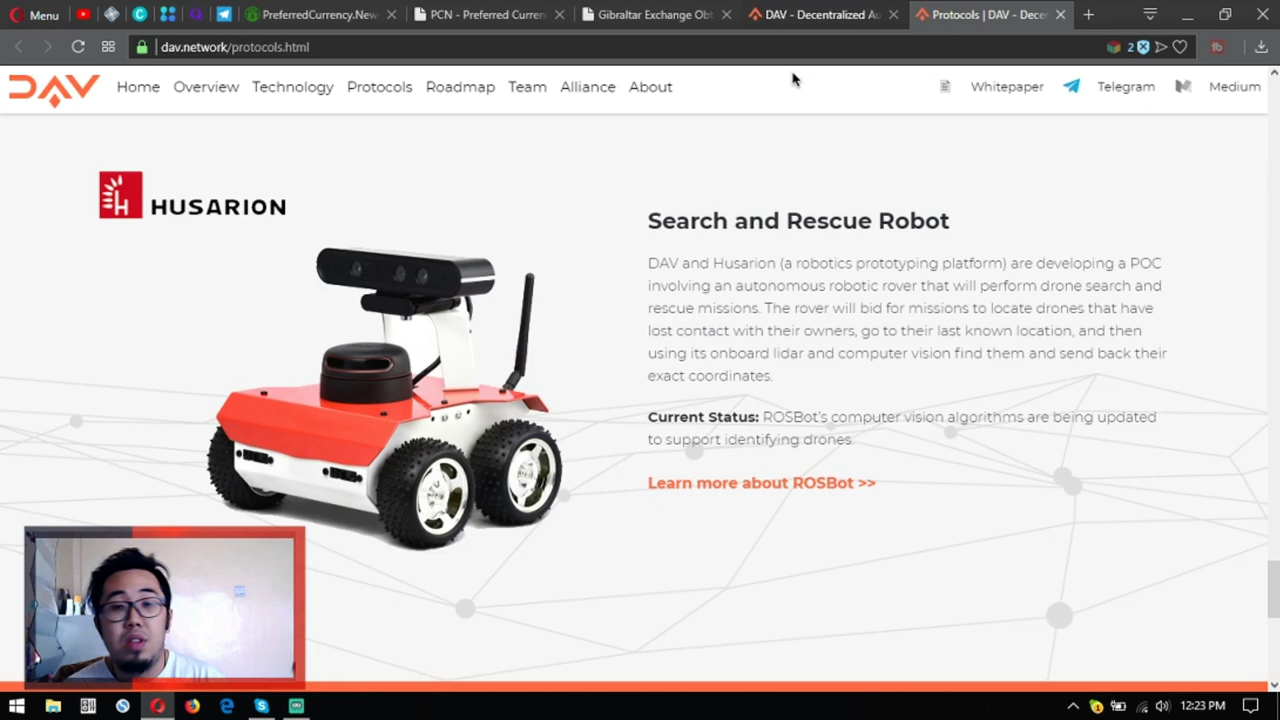 Menu
PreferredCurrency.New
PCN - Preferred Curren
Gibraltar Exchange Obt
DAV - Decentralized Au
Protocols | DAV - Dece
dav.network/protocols.html
2
DAV
Home
Overview
Technology
Protocols
Roadmap
Team
Alliance
About
Whitepaper
Telegram
Medium
H HUSARION
Search and Rescue Robot
DAV and Husarion (a robotics prototyping platform) are developing a POC
involving an autonomous robotic rover that will perform drone search and
rescue missions. The rover will bid for missions to locate drones that have
lost contact with their owners, go to their last known location, and then
using its onboard lidar and computer vision find them and send back their
exact coordinates.
Current Status: ROSBot's computer vision algorithms are being updated
to support identifying drones.
Learn more about ROSBot >>
12:23 PM